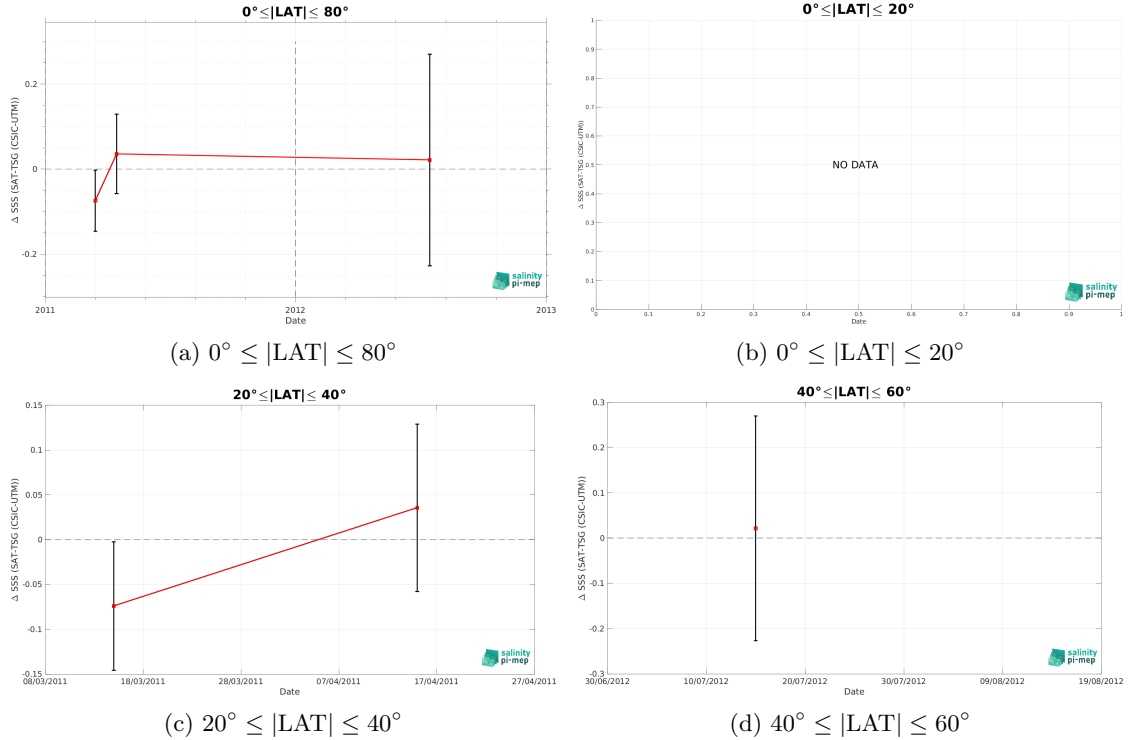 0°≤|LAT|≤ 80°
Δ SSS (SAT-TSG (CSIC-UTM))
0.2
0
-0.2
2011
2012
2013
Date
salinity
pi-mep
(a) 0° ≤ |LAT| ≤ 80°
0°≤|LAT|≤ 20°
Δ SSS (SAT-TSG (CSIC-UTM))
1
0.9
0.8
0.7
0.6
0.5
0.4
0.3
0.2
0.1
0
NO DATA
0
0.1
0.2
0.3
0.4
0.5
0.6
0.7
0.8
0.9
1
Date
salinity
pi-mep
(b) 0° ≤ |LAT| ≤ 20°
20°≤|LAT|≤ 40°
Δ SSS (SAT-TSG (CSIC-UTM))
0.15
0.1
0.05
0
-0.05
-0.1
-0.15
08/03/2011
18/03/2011
28/03/2011
07/04/2011
17/04/2011
27/04/2011
Date
salinity
pi-mep
(c) 20° ≤ |LAT| ≤ 40°
40°≤|LAT|≤ 60°
Δ SSS (SAT-TSG (CSIC-UTM))
0.3
0.2
0.1
0
-0.1
-0.2
-0.3
30/06/2012
10/07/2012
20/07/2012
30/07/2012
09/08/2012
19/08/2012
Date
salinity
pi-mep
(d) 40° ≤ |LAT| ≤ 60°